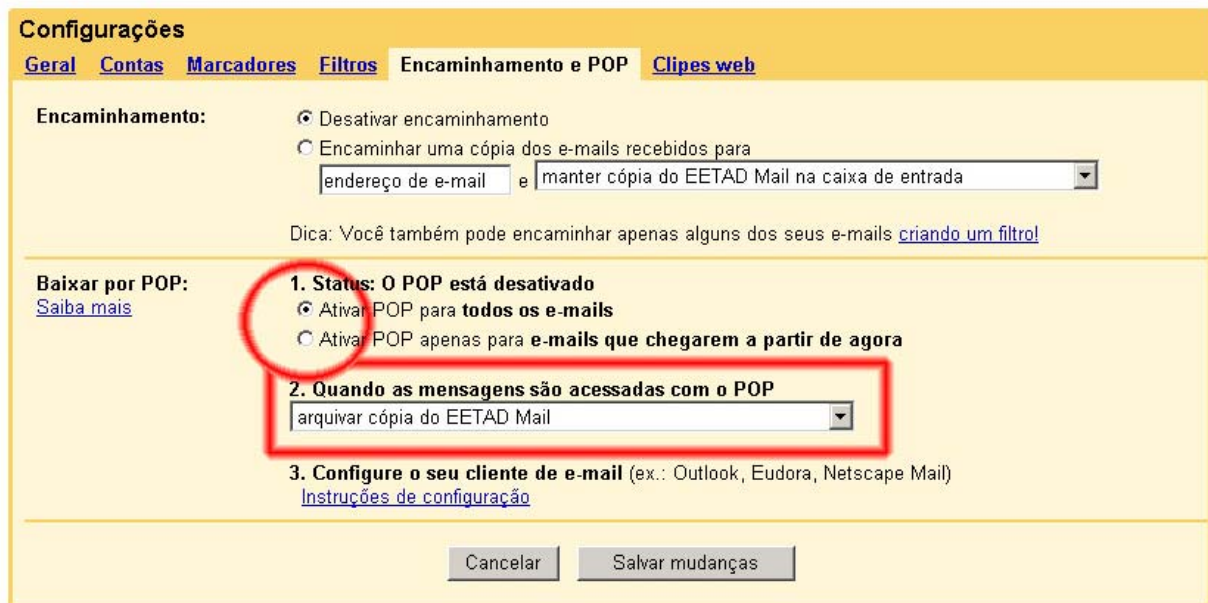 Configurações
Geral Contas Marcadores Filtros Encaminhamento e POP Clipes web
Encaminhamento: Desativar encaminhamento
Encaminhar uma cópia dos e-mails recebidos para
endereço de e-mail e manter cópia do EETAD Mail na caixa de entrada
Dica: Você também pode encaminhar apenas alguns dos seus e-mails criando um filtro!
Baixar por POP: 1. Status: O POP está desativado
Saiba mais Ativar POP para todos os e-mails
Ativar POP apenas para e-mails que chegarem a partir de agora
2. Quando as mensagens são acessadas com o POP
arquivar cópia do EETAD Mail
3. Configure o seu cliente de e-mail (ex.: Outlook, Eudora, Netscape Mail)
Instruções de configuração
Cancelar Salvar mudanças